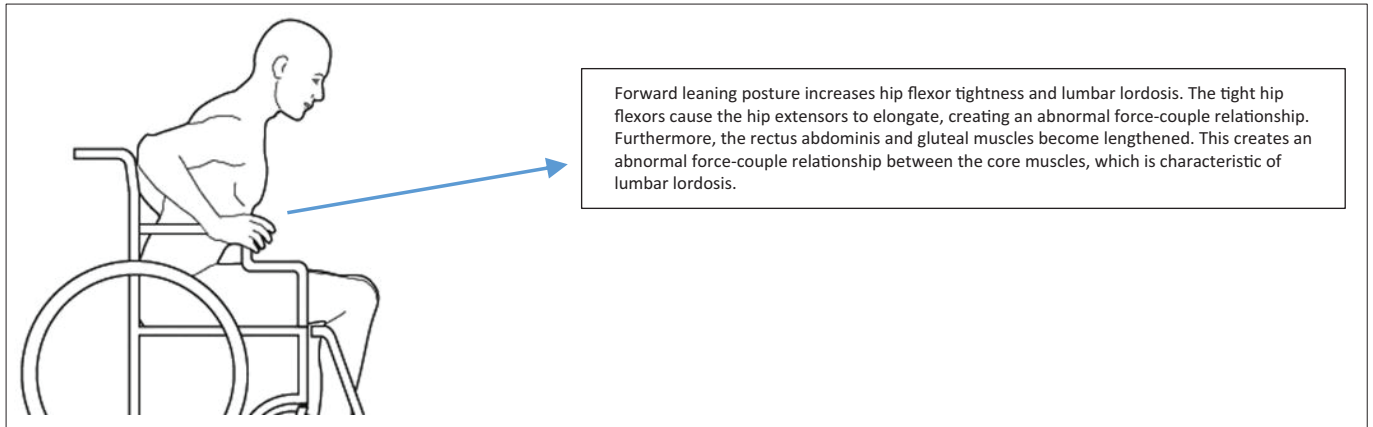 Forward leaning posture increases hip flexor tightness and lumbar lordosis. The tight hip
flexors cause the hip extensors to elongate, creating an abnormal force-couple relationship.
Furthermore, the rectus abdominis and gluteal muscles become lengthened. This creates an
abnormal force-couple relationship between the core muscles, which is characteristic of
lumbar lordosis.